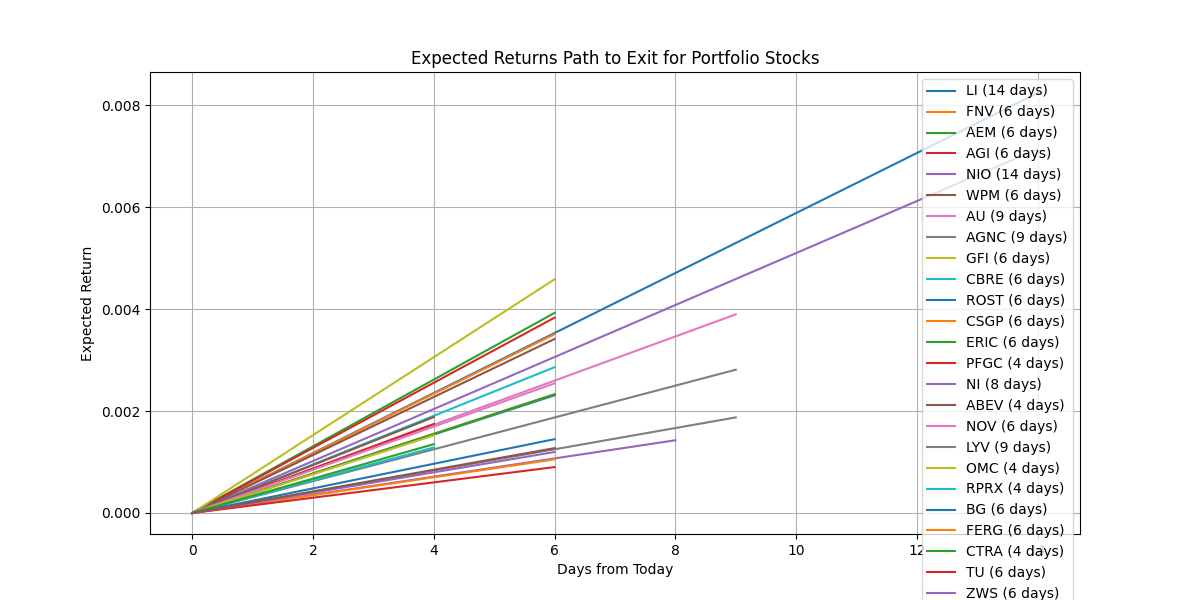 Expected Returns Path to Exit for Portfolio Stocks
Expected Return
0.008
0.006
0.004
0.002
0.000
0
2
4
6
8
10
12
Days from Today
LI (14 days)
FNV (6 days)
AEM (6 days)
AGI (6 days)
NIO (14 days)
WPM (6 days)
AU (9 days)
AGNC (9 days)
GFI (6 days)
CBRE (6 days)
ROST (6 days)
CSGP (6 days)
ERIC (6 days)
PFGC (4 days)
NI (8 days)
ABEV (4 days)
NOV (6 days)
LYV (9 days)
OMC (4 days)
RPRX (4 days)
BG (6 days)
FERG (6 days)
CTRA (4 days)
TU (6 days)
ZWS (6 days)